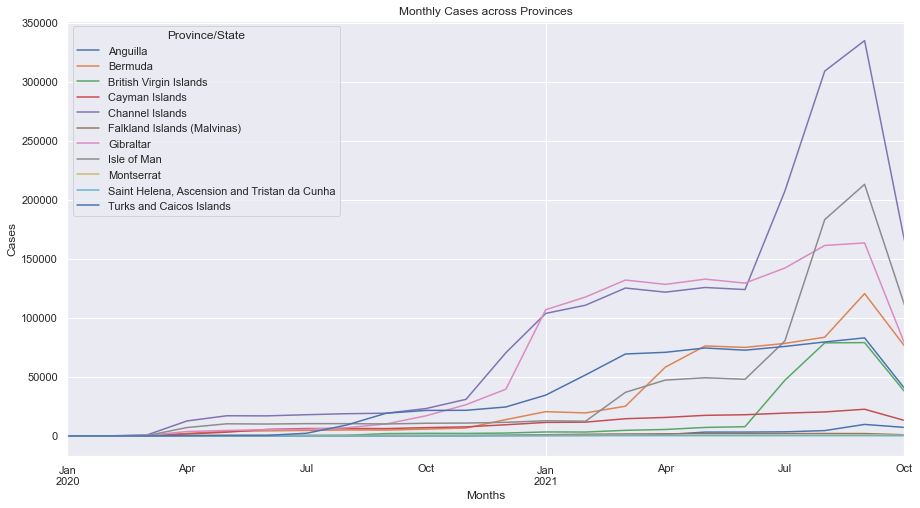 Monthly Cases across Provinces
350000
300000
250000
200000
150000
100000
50000
0
Cases
Province/State
Anguilla
Bermuda
British Virgin Islands
Cayman Islands
Channel Islands
Falkland Islands (Malvinas)
Gibraltar
Isle of Man
Montserrat
Saint Helena, Ascension and Tristan da Cunha
Turks and Caicos Islands
Jan Apr Jul Oct Jan Apr Jul Oct
2020 2021
Months